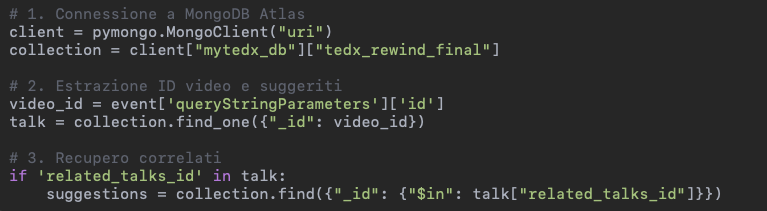 # 1. Connessione a MongoDB Atlas
client = pymongo.MongoClient("uri")
collection = client["mytedx_db"]["tedx_rewind_final"]

# 2. Estrazione ID video e suggeriti
video_id = event['queryStringParameters']['id']
talk = collection.find_one({"_id": video_id})

# 3. Recupero correlati
if 'related_talks_id' in talk:
    suggestions = collection.find({"_id": {"$in": talk["related_talks_id"]}})